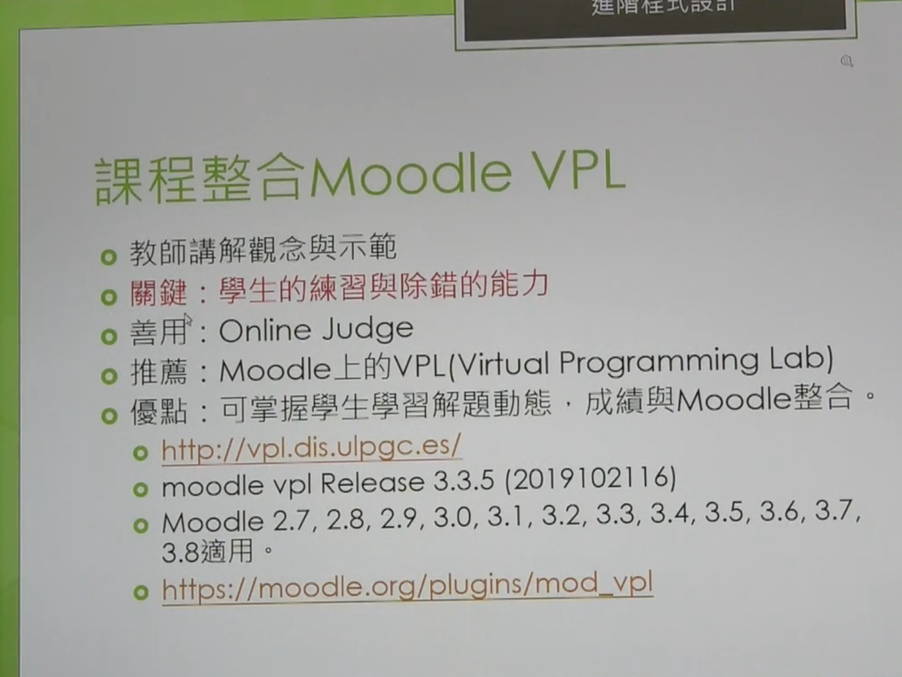 進階程式設計
課程整合Moodle VPL
教師講解觀念與示範
關鍵：學生的練習與除錯的能力
善用：Online Judge
推薦：Moodle上的VPL(Virtual Programming Lab)
優點：可掌握學生學習解題動態，成績與Moodle整合。
http://vpl.dis.ulpgc.es/
moodle vpl Release 3.3.5 (2019102116)
Moodle 2.7, 2.8, 2.9, 3.0, 3.1, 3.2, 3.3, 3.4, 3.5, 3.6, 3.7,
3.8適用。
https://moodle.org/plugins/mod_vpl